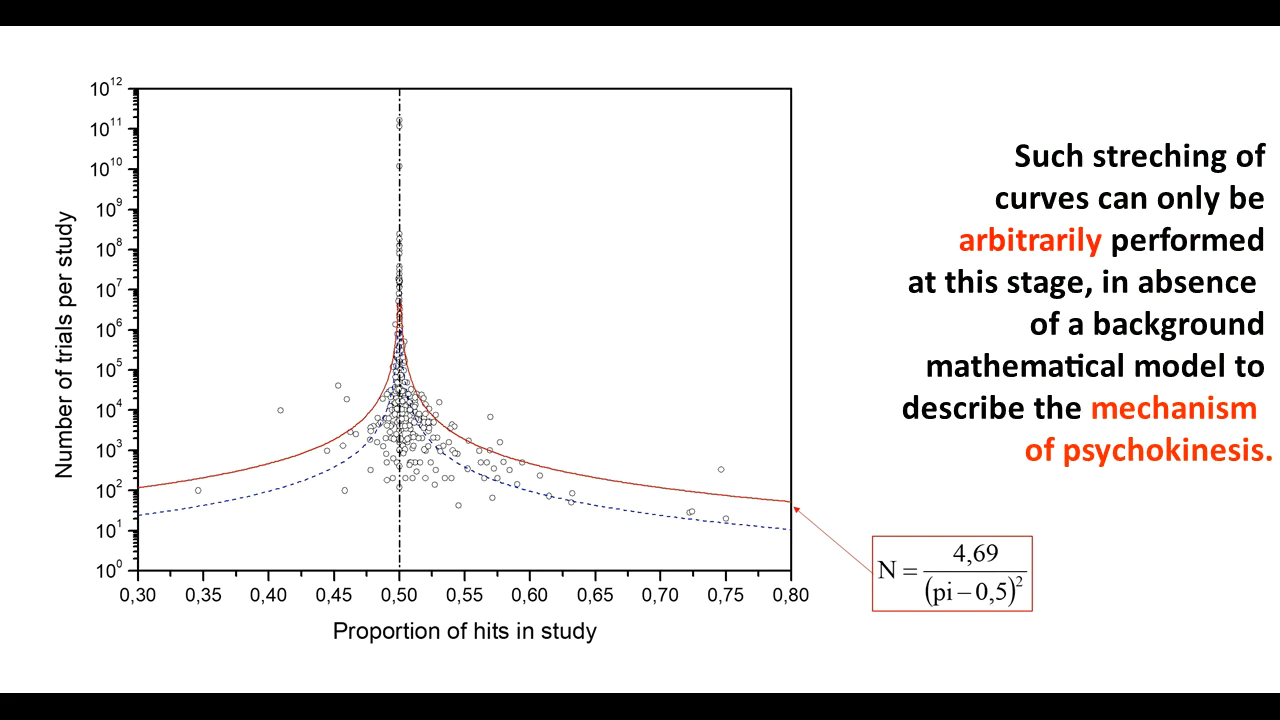 Such streching of
curves can only be
arbitrarily performed
at this stage, in absence
of a background
mathematical model to
describe the mechanism
of psychokinesis.
Number of trials per study
10^12
10^11
10^10
10^9
10^8
10^7
10^6
10^5
10^4
10^3
10^2
10^1
10^0
0,30 0,35 0,40 0,45 0,50 0,55 0,60 0,65 0,70 0,75 0,80
Proportion of hits in study
N = 4,69 / (pi – 0,5)^2